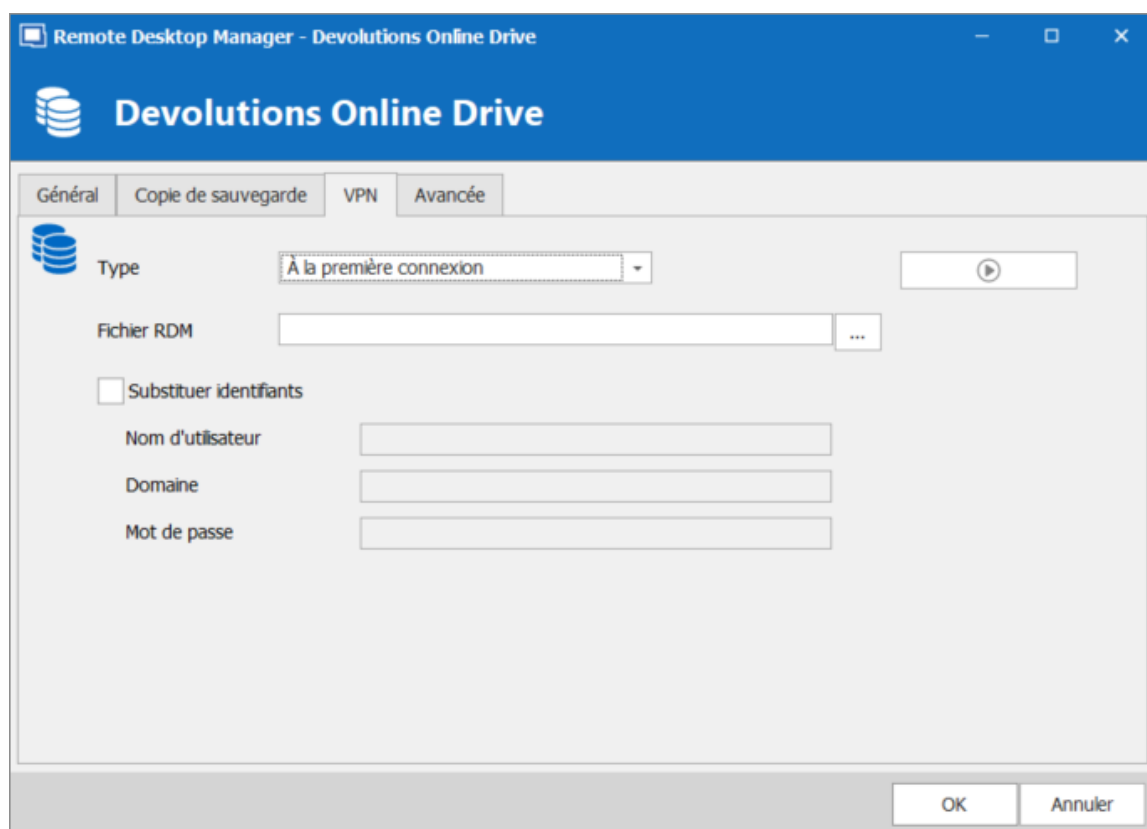 Remote Desktop Manager - Devolutions Online Drive
Devolutions Online Drive
Général Copie de sauvegarde VPN Avancée
Type À la première connexion
Fichier RDM ...
Substituer identifiants
Nom d'utilisateur
Domaine
Mot de passe
OK Annuler